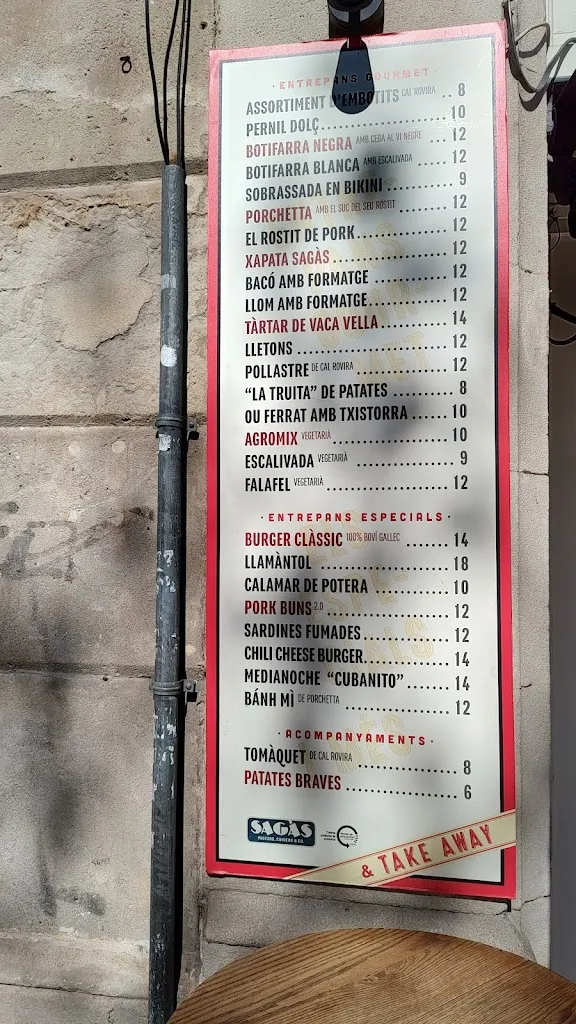 ·ENTREPANS GOURMET·
ASSORTIMENT D'EMBOTITS CAL ROVIRA .. 8
PERNIL DOLÇ..................... 10
BOTIFARRA NEGRA AMB CEBA AL VI NEGRE ... 12
BOTIFARRA BLANCA AMB ESCALIVADA ..... 12
SOBRASSADA EN BIKINI .......... 9
PORCHETTA AMB EL SUC DEL SEU ROSTIT ........ 12
EL ROSTIT DE PORK............... 12
XAPATA SAGÀS ................... 12
BACÓ AMB FORMATGE ............ 12
LLOM AMB FORMATGE............. 12
TÀRTAR DE VACA VELLA........... 14
LLETONS ......................... 12
POLLASTRE DE CAL ROVIRA ................. 12
"LA TRUITA" DE PATATES ......... 8
OU FERRAT AMB TXISTORRA ...... 10
AGROMIX VEGETARIÀ .................... 10
ESCALIVADA VEGETARIÀ ................. 9
FALAFEL VEGETARIÀ ..................... 12
·ENTREPANS ESPECIALS·
BURGER CLÀSSIC 100% BOVÍ GALLEC ....... 14
LLAMÀNTOL ...................... 18
CALAMAR DE POTERA ............ 10
PORK BUNS 2.0 ..................... 12
SARDINES FUMADES.............. 12
CHILI CHEESE BURGER............. 14
MEDIANOCHE "CUBANITO" ....... 14
BÁNH MÌ DE PORCHETTA ................. 12
·ACOMPANYAMENTS·
TOMÀQUET DE CAL ROVIRA ................ 8
PATATES BRAVES ................. 6
SAGÀS
PAGESOS, CUINERS & CO.
& TAKE AWAY